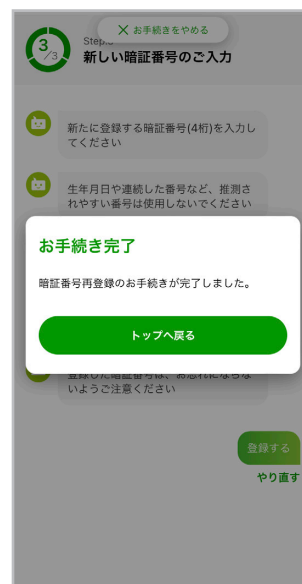 × お手続きをやめる
3/3
新しい暗証番号のご入力
新たに登録する暗証番号(4桁)を入力し
てください
生年月日や連続した番号など、推測さ
れやすい番号は使用しないでください
お手続き完了
暗証番号再登録のお手続きが完了しました。
トップへ戻る
登録した暗証番号は、お忘れにならな
いようご注意ください
登録する
やり直す